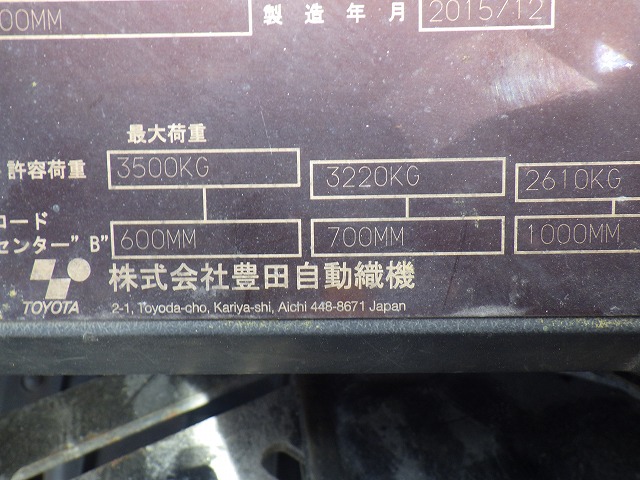 00MM 製造年月 2015/12
最大荷重
許容荷重 3500KG 3220KG 2610KG
ロード
センター"B" 600MM 700MM 1000MM
株式会社豊田自動織機
TOYOTA 2-1, Toyoda-cho, Kariya-shi, Aichi 448-8671 Japan